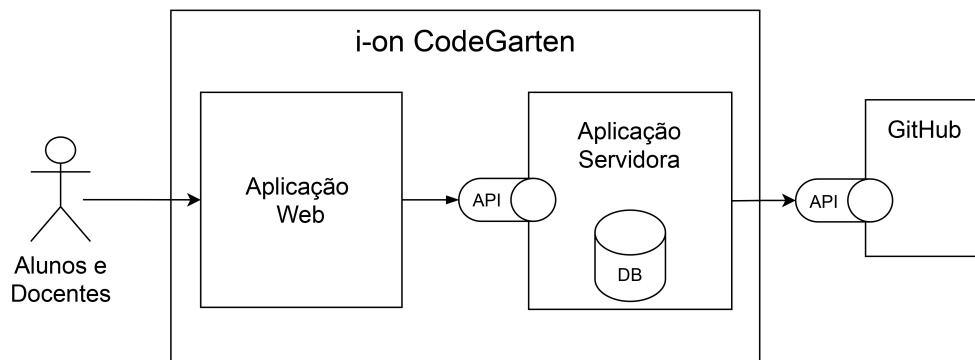 i-on CodeGarten
Aplicação
Web
API
Aplicação
Servidora
DB
API
GitHub
Alunos e
Docentes